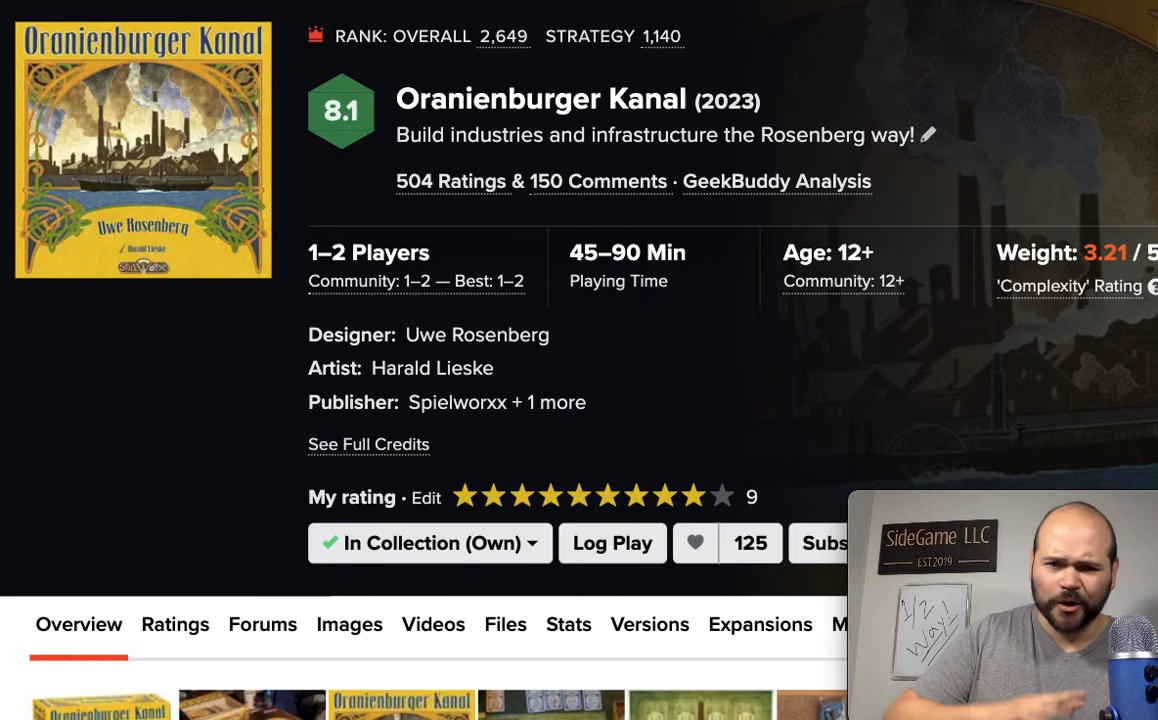 Oranienburger Kanal
Uwe Rosenberg
Harald Lieske
Spielworxx
RANK: OVERALL 2,649 STRATEGY 1,140
8.1
Oranienburger Kanal (2023)
Build industries and infrastructure the Rosenberg way!
504 Ratings & 150 Comments · GeekBuddy Analysis
1–2 Players
Community: 1–2 — Best: 1–2
45–90 Min
Playing Time
Age: 12+
Community: 12+
Weight: 3.21 / 5
'Complexity' Rating
Designer: Uwe Rosenberg
Artist: Harald Lieske
Publisher: Spielworxx + 1 more
See Full Credits
My rating · Edit 9
In Collection (Own) Log Play 125 Subs
SideGame LLC
EST.2019
1/2
Way!
Overview Ratings Forums Images Videos Files Stats Versions Expansions M
Oranienburger Kanal
Oranienburger Kanal